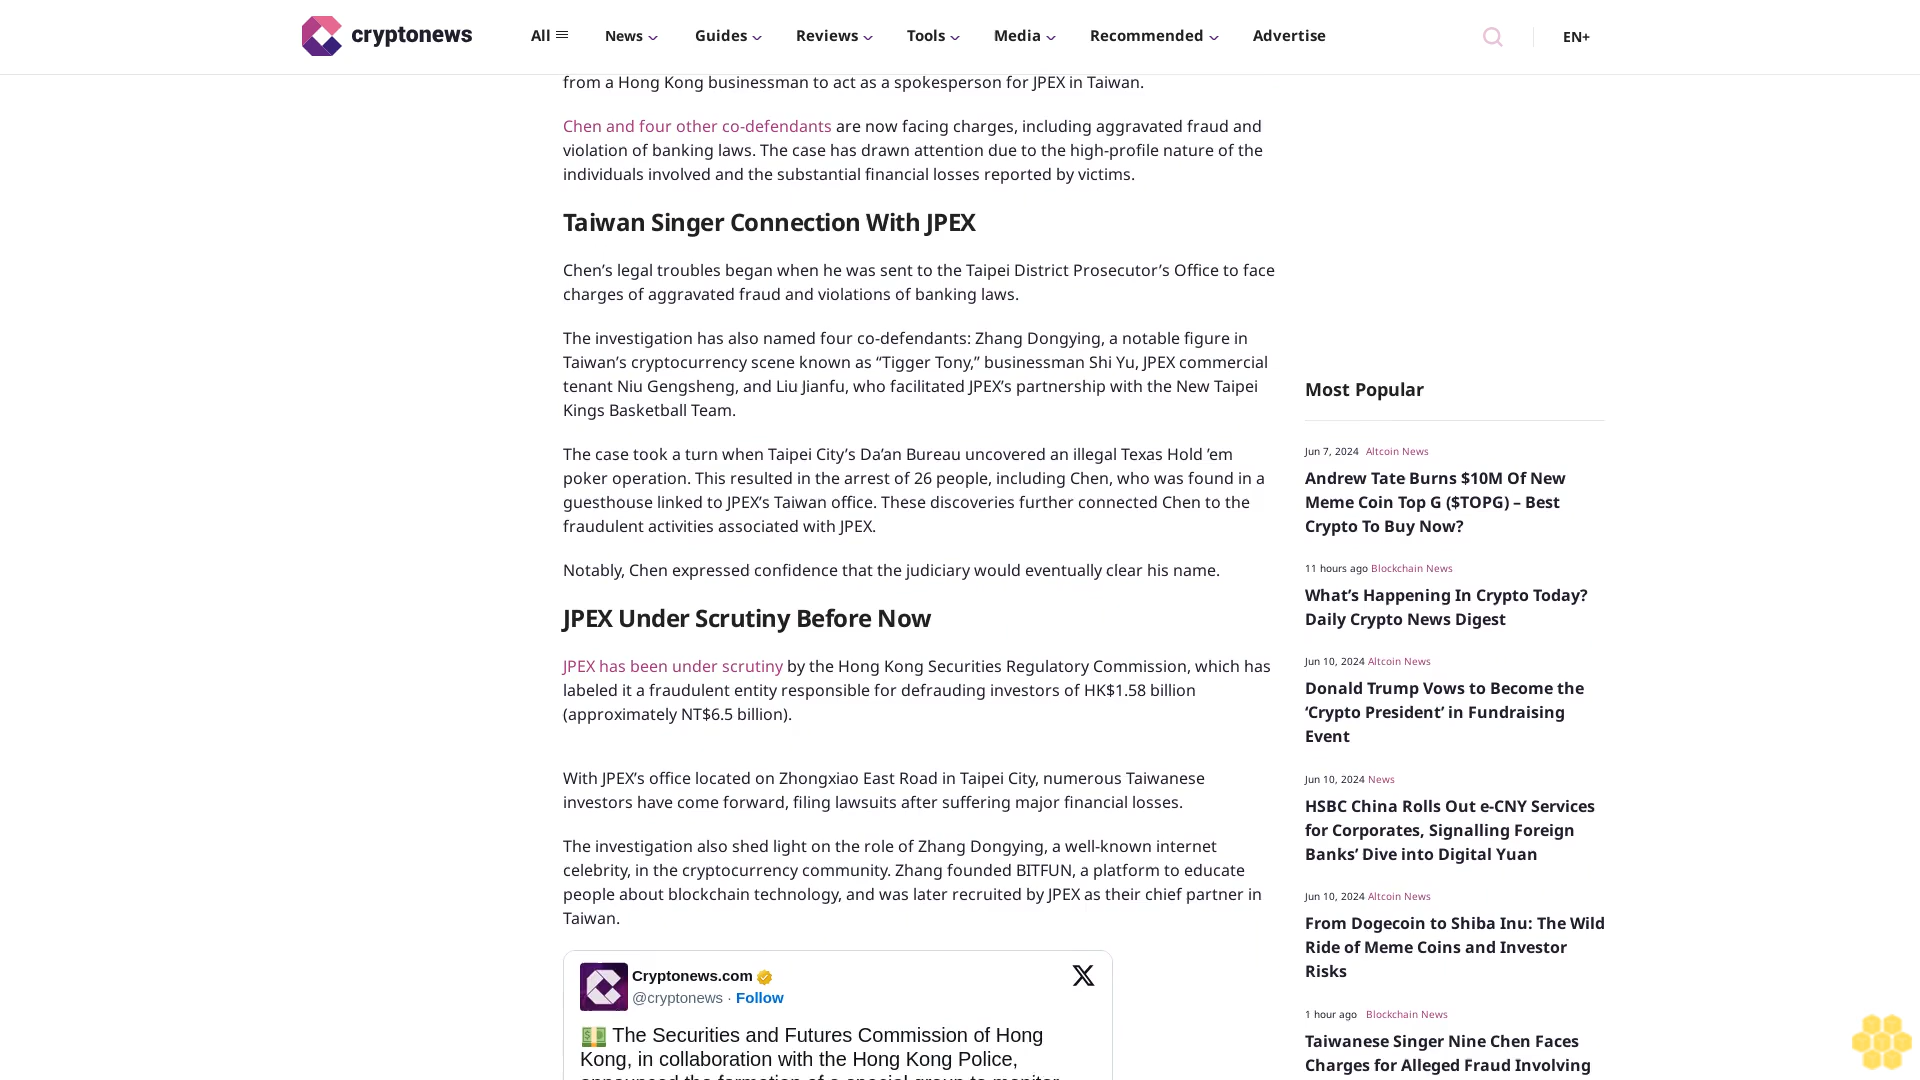 cryptonews
All
News
Guides
Reviews
Tools
Media
Recommended
Advertise
EN+
from a Hong Kong businessman to act as a spokesperson for JPEX in Taiwan.
Chen and four other co-defendants are now facing charges, including aggravated fraud and
violation of banking laws. The case has drawn attention due to the high-profile nature of the
individuals involved and the substantial financial losses reported by victims.
Taiwan Singer Connection With JPEX
Chen’s legal troubles began when he was sent to the Taipei District Prosecutor’s Office to face
charges of aggravated fraud and violations of banking laws.
The investigation has also named four co-defendants: Zhang Dongying, a notable figure in
Taiwan’s cryptocurrency scene known as “Tigger Tony,” businessman Shi Yu, JPEX commercial
tenant Niu Gengsheng, and Liu Jianfu, who facilitated JPEX’s partnership with the New Taipei
Kings Basketball Team.
The case took a turn when Taipei City’s Da’an Bureau uncovered an illegal Texas Hold ’em
poker operation. This resulted in the arrest of 26 people, including Chen, who was found in a
guesthouse linked to JPEX’s Taiwan office. These discoveries further connected Chen to the
fraudulent activities associated with JPEX.
Notably, Chen expressed confidence that the judiciary would eventually clear his name.
JPEX Under Scrutiny Before Now
JPEX has been under scrutiny by the Hong Kong Securities Regulatory Commission, which has
labeled it a fraudulent entity responsible for defrauding investors of HK$1.58 billion
(approximately NT$6.5 billion).
With JPEX’s office located on Zhongxiao East Road in Taipei City, numerous Taiwanese
investors have come forward, filing lawsuits after suffering major financial losses.
The investigation also shed light on the role of Zhang Dongying, a well-known internet
celebrity, in the cryptocurrency community. Zhang founded BITFUN, a platform to educate
people about blockchain technology, and was later recruited by JPEX as their chief partner in
Taiwan.
Cryptonews.com
@cryptonews · Follow
The Securities and Futures Commission of Hong
Kong, in collaboration with the Hong Kong Police,
announced the formation of a special group to monitor
Most Popular
Jun 7, 2024 Altcoin News
Andrew Tate Burns $10M Of New
Meme Coin Top G ($TOPG) – Best
Crypto To Buy Now?
11 hours ago Blockchain News
What’s Happening In Crypto Today?
Daily Crypto News Digest
Jun 10, 2024 Altcoin News
Donald Trump Vows to Become the
‘Crypto President’ in Fundraising
Event
Jun 10, 2024 News
HSBC China Rolls Out e-CNY Services
for Corporates, Signalling Foreign
Banks’ Dive into Digital Yuan
Jun 10, 2024 Altcoin News
From Dogecoin to Shiba Inu: The Wild
Ride of Meme Coins and Investor
Risks
1 hour ago Blockchain News
Taiwanese Singer Nine Chen Faces
Charges for Alleged Fraud Involving